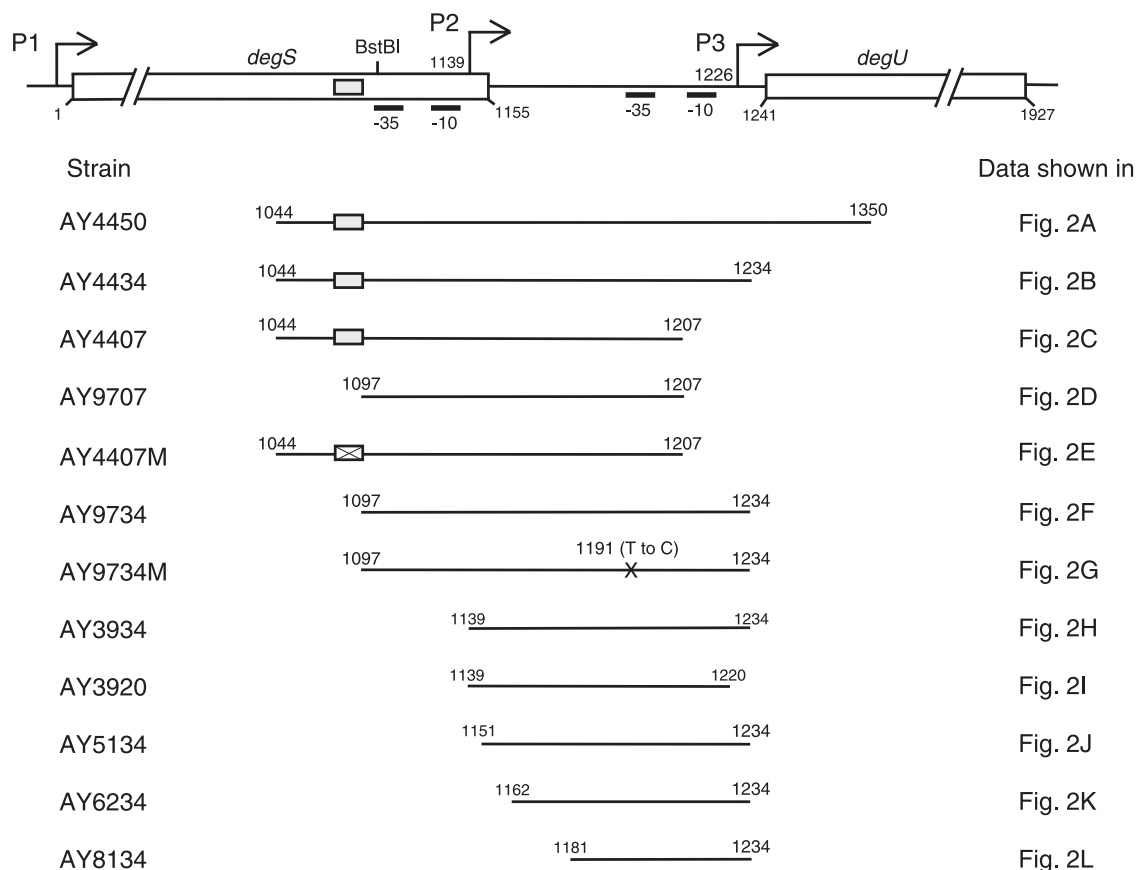 P1 P2 P3
degS BstBI 1139 1226 degU
1 -35 -10 1155 -35 -10 1241 1927
Strain Data shown in
AY4450 1044 1350 Fig. 2A
AY4434 1044 1234 Fig. 2B
AY4407 1044 1207 Fig. 2C
AY9707 1097 1207 Fig. 2D
AY4407M 1044 1207 Fig. 2E
AY9734 1097 1234 Fig. 2F
AY9734M 1097 1191 (T to C) 1234 Fig. 2G
AY3934 1139 1234 Fig. 2H
AY3920 1139 1220 Fig. 2I
AY5134 1151 1234 Fig. 2J
AY6234 1162 1234 Fig. 2K
AY8134 1181 1234 Fig. 2L